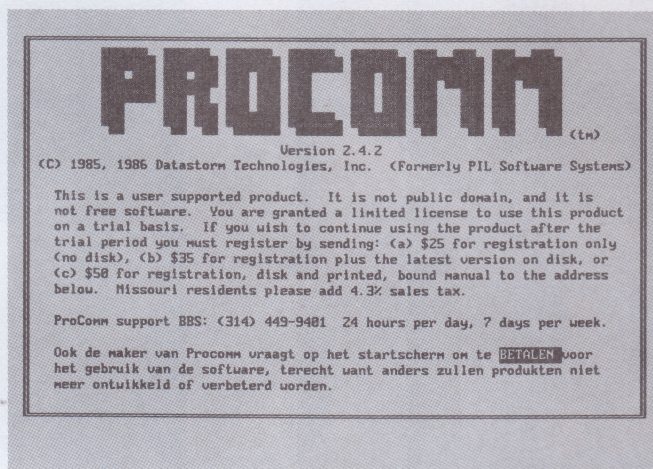 PROCOMM
(tm)
Version 2.4.2
(C) 1985, 1986 Datastorm Technologies, Inc. (Formerly PIL Software Systems)
This is a user supported product. It is not public domain, and it is
not free software. You are granted a limited license to use this product
on a trial basis. If you wish to continue using the product after the
trial period you must register by sending: (a) $25 for registration only
(no disk), (b) $35 for registration plus the latest version on disk, or
(c) $50 for registration, disk and printed, bound manual to the address
below. Missouri residents please add 4.3% sales tax.
ProComm support BBS: (314) 449-9401 24 hours per day, 7 days per week.
Ook de maker van Procomm vraagt op het startscherm om te BETALEN voor
het gebruik van de software, terecht want anders zullen produkten niet
meer ontwikkeld of verbeterd worden.